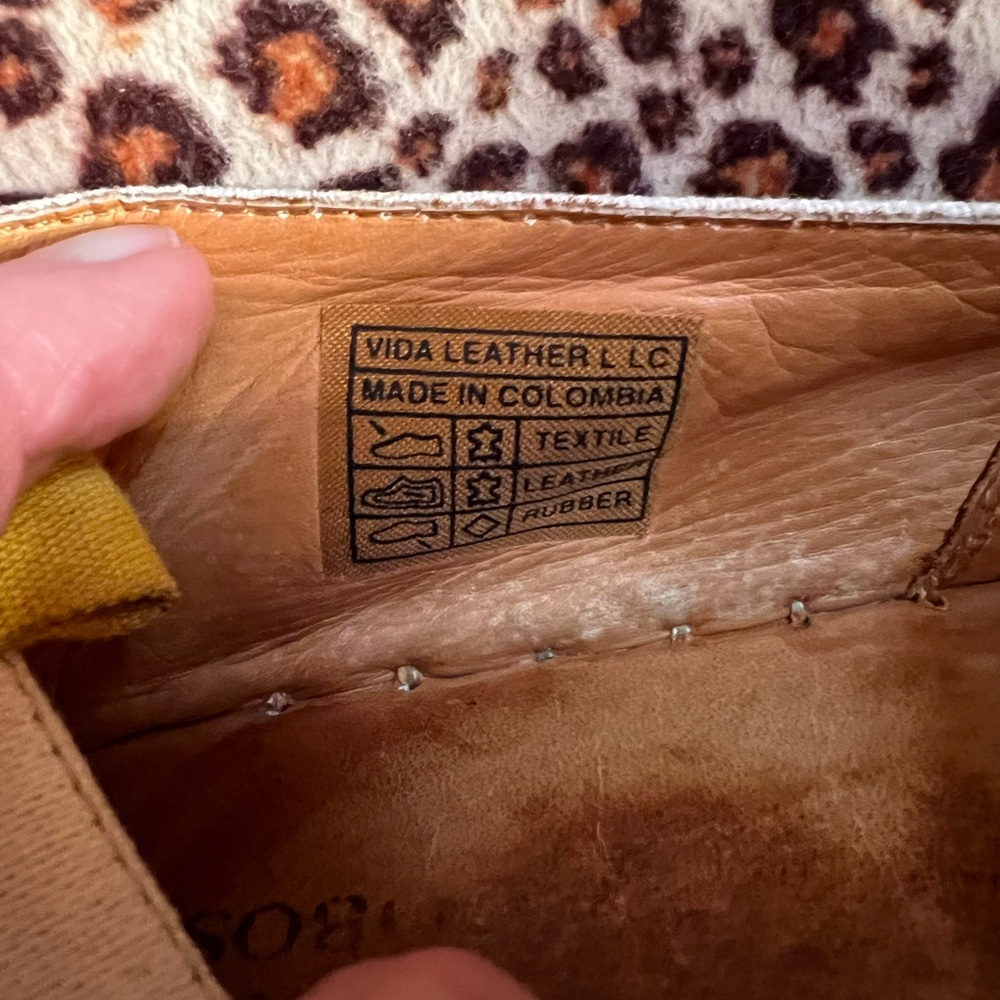 VIDA LEATHER L LC
MADE IN COLOMBIA
TEXTILE
LEATHER
RUBBER